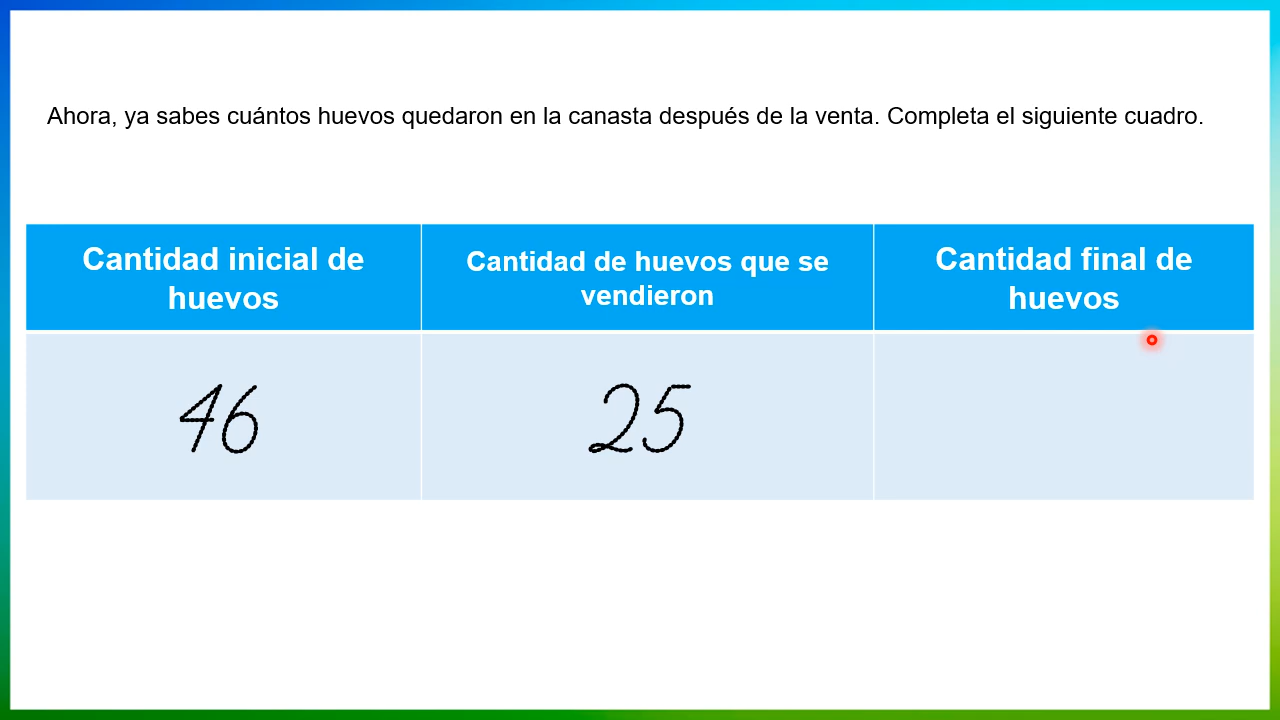 Ahora, ya sabes cuántos huevos quedaron en la canasta después de la venta. Completa el siguiente cuadro.
Cantidad inicial de
huevos
Cantidad de huevos que se
vendieron
Cantidad final de
huevos
46
25